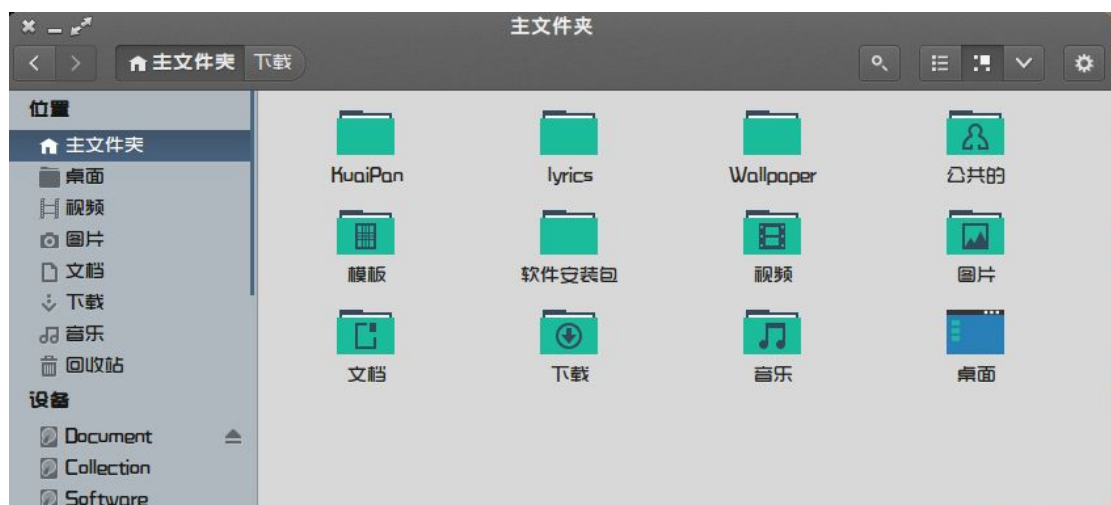 主文件夹
主文件夹 下载
位置
主文件夹
桌面
视频
图片
文档
下载
音乐
回收站
设备
Document
Collection
Software
KuaiPan lyrics Wallpaper 公共的
模板 软件安装包 视频 图片
文档 下载 音乐 桌面